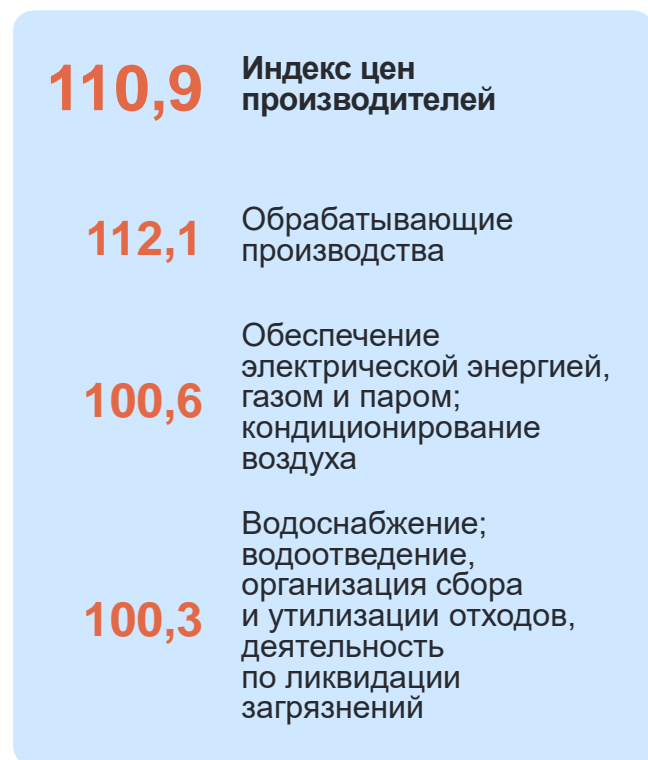 110,9
Индекс цен
производителей
112,1
Обрабатывающие
производства
100,6
Обеспечение
электрической энергией,
газом и паром;
кондиционирование
воздуха
100,3
Водоснабжение;
водоотведение,
организация сбора
и утилизации отходов,
деятельность
по ликвидации
загрязнений